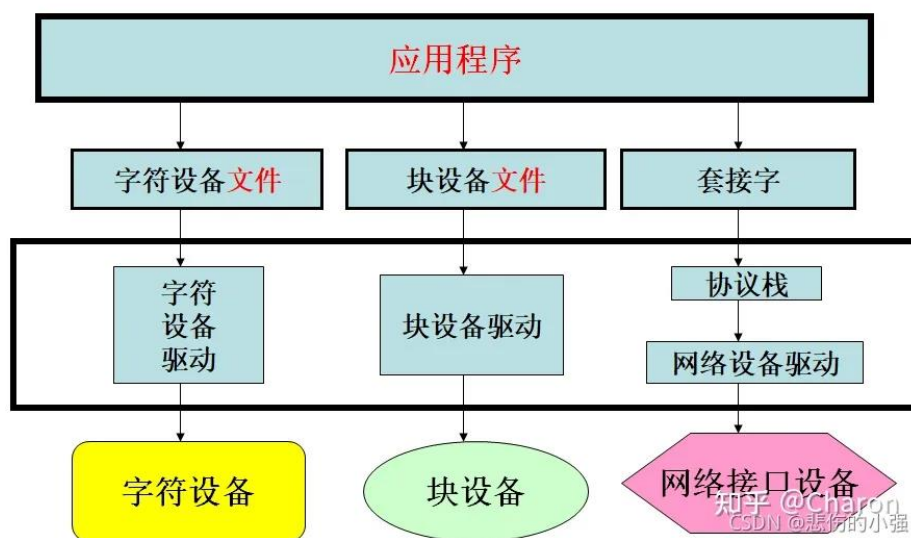 应用程序
字符设备文件
块设备文件
套接字
字符
设备
驱动
块设备驱动
协议栈
网络设备驱动
字符设备
块设备
网络接口设备
知乎 @Charon
CSDN @悲伤的小强